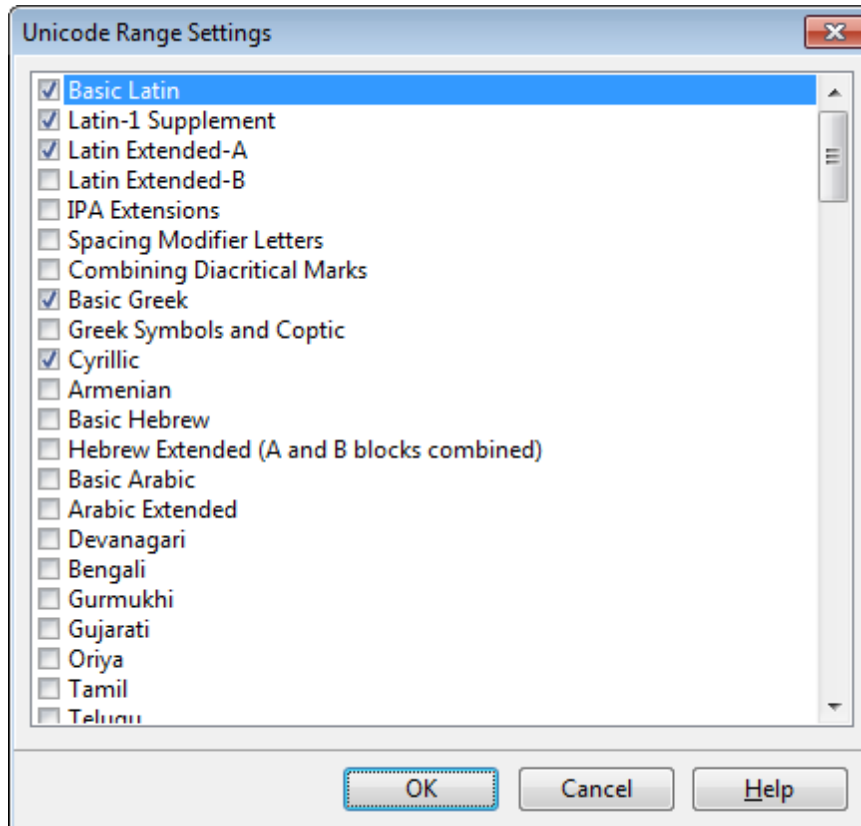 Unicode Range Settings
Basic Latin
Latin-1 Supplement
Latin Extended-A
Latin Extended-B
IPA Extensions
Spacing Modifier Letters
Combining Diacritical Marks
Basic Greek
Greek Symbols and Coptic
Cyrillic
Armenian
Basic Hebrew
Hebrew Extended (A and B blocks combined)
Basic Arabic
Arabic Extended
Devanagari
Bengali
Gurmukhi
Gujarati
Oriya
Tamil
Telugu
OK Cancel Help